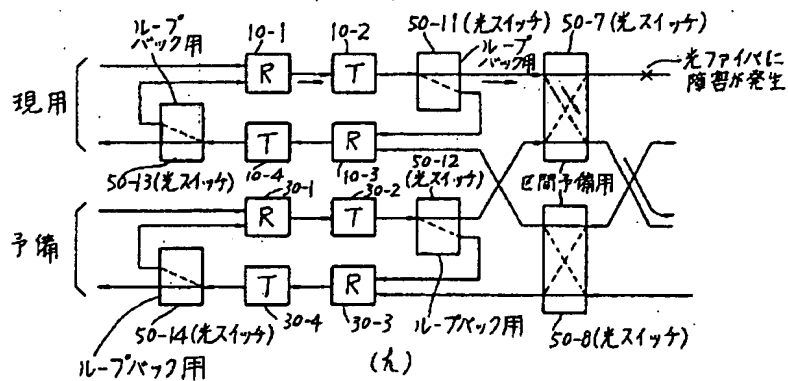 ループ
バック用
10-1
10-2
50-11(光スイッチ)
ループ
バック用
50-7(光スイッチ)
光ファイバに
障害が発生
現用
R
T
T
R
50-13(光スイッチ)
10-4
10-3
50-12
(光スイッチ)
区間予備用
30-1
30-2
予備
R
T
T
R
50-14(光スイッチ)
30-4
30-3
ループバック用
50-8(光スイッチ)
ループバック用